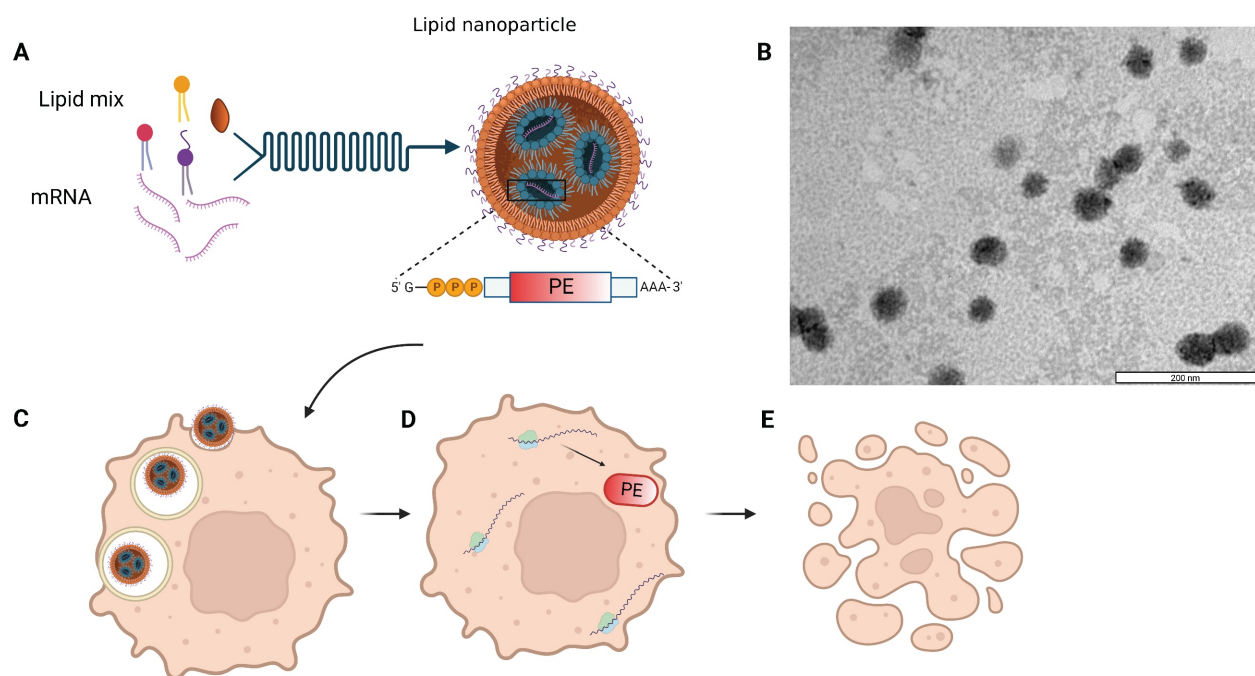 Lipid nanoparticle
A
B
Lipid mix
mRNA
5' G
P P P
PE
AAA-3'
200 nm
C
D
E
PE